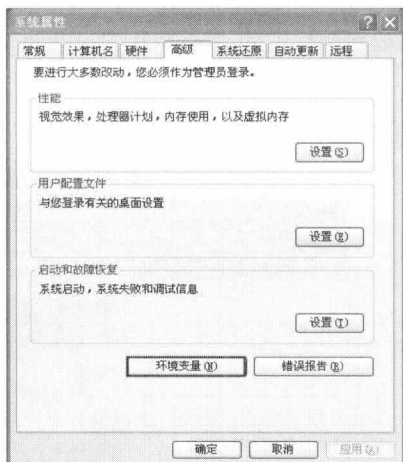 系统属性
常规 计算机名 硬件 高级 系统还原 自动更新 远程
要进行大多数改动，您必须作为管理员登录。
性能
视觉效果，处理器计划，内存使用，以及虚拟内存
设置(S)
用户配置文件
与您登录有关的桌面设置
设置(E)
启动和故障恢复
系统启动，系统失败和调试信息
设置(T)
环境变量(N) 错误报告(R)
确定 取消 应用(A)